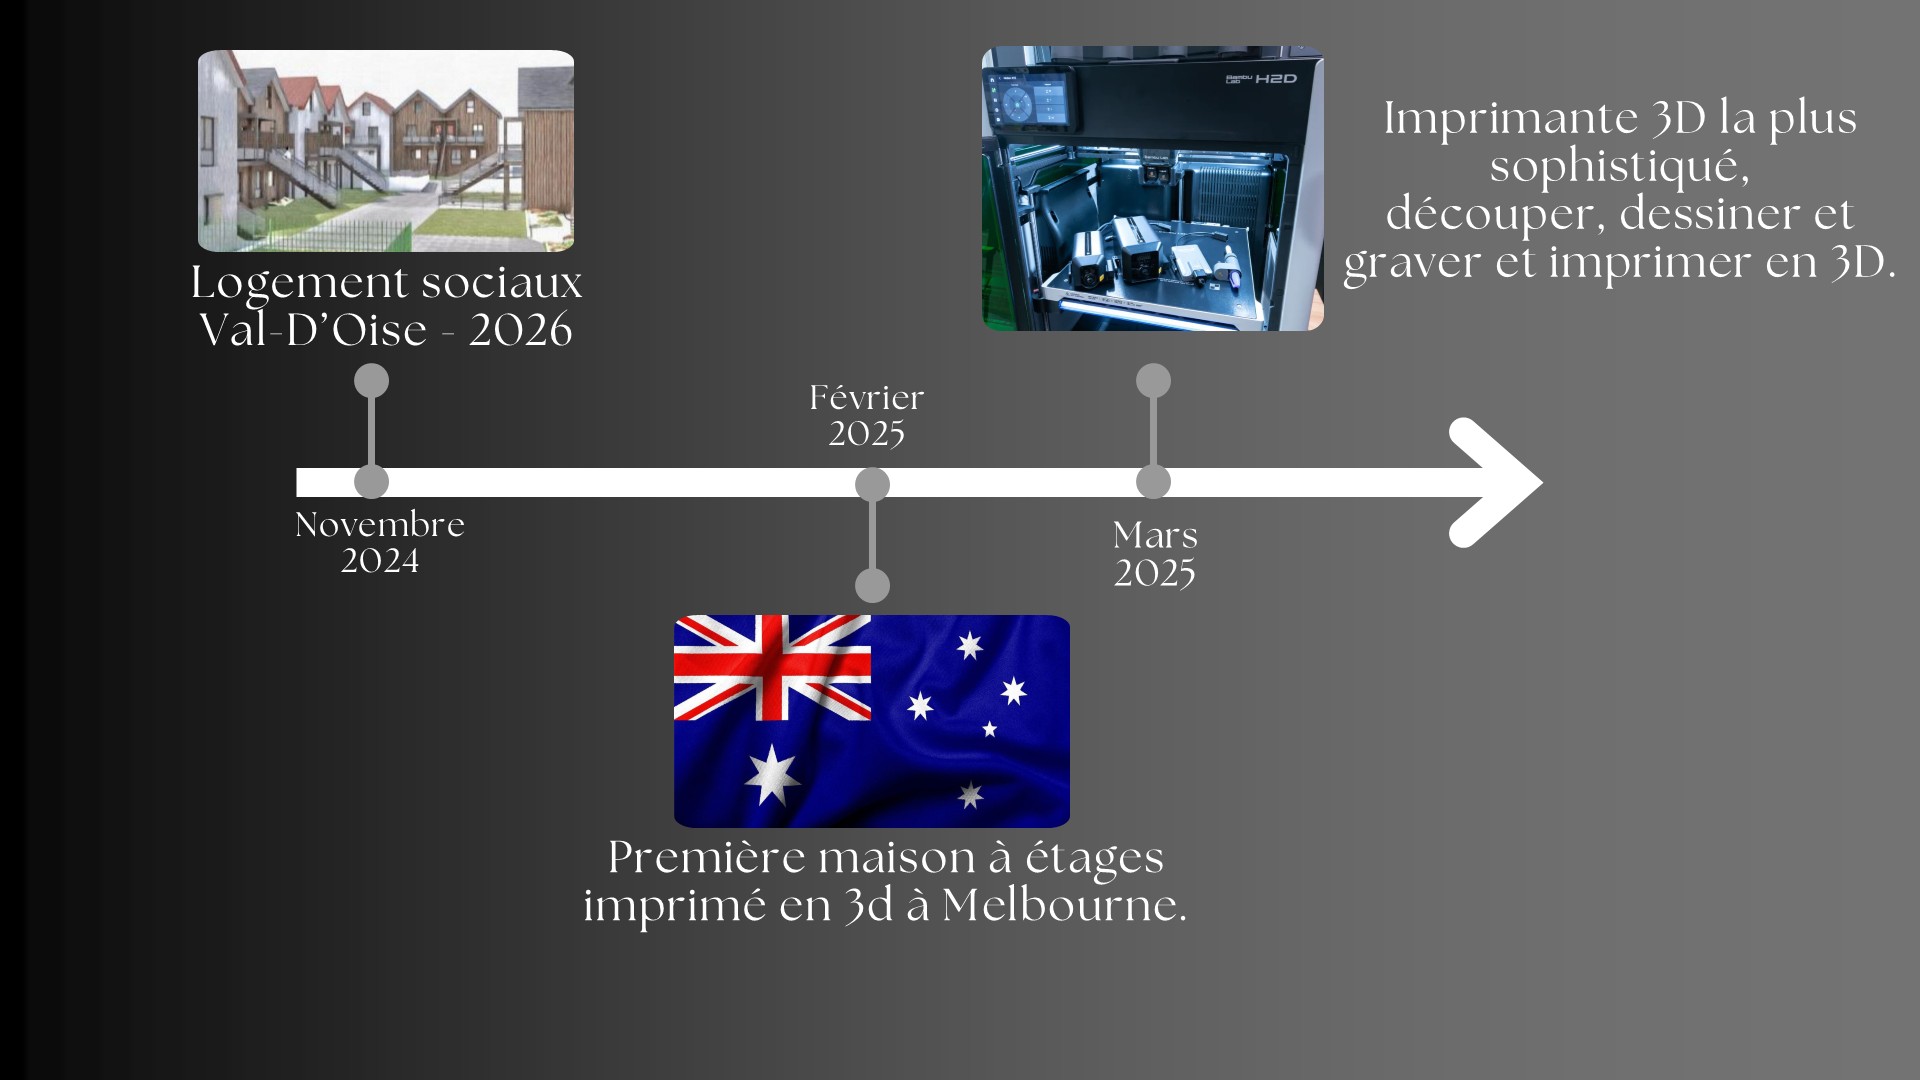 Bambu
Lab H2D
Imprimante 3D la plus
sophistiqué,
découper, dessiner et
graver et imprimer en 3D.
Logement sociaux
Val-D’Oise - 2026
Février
2025
Novembre
2024
Mars
2025
Première maison à étages
imprimé en 3d à Melbourne.